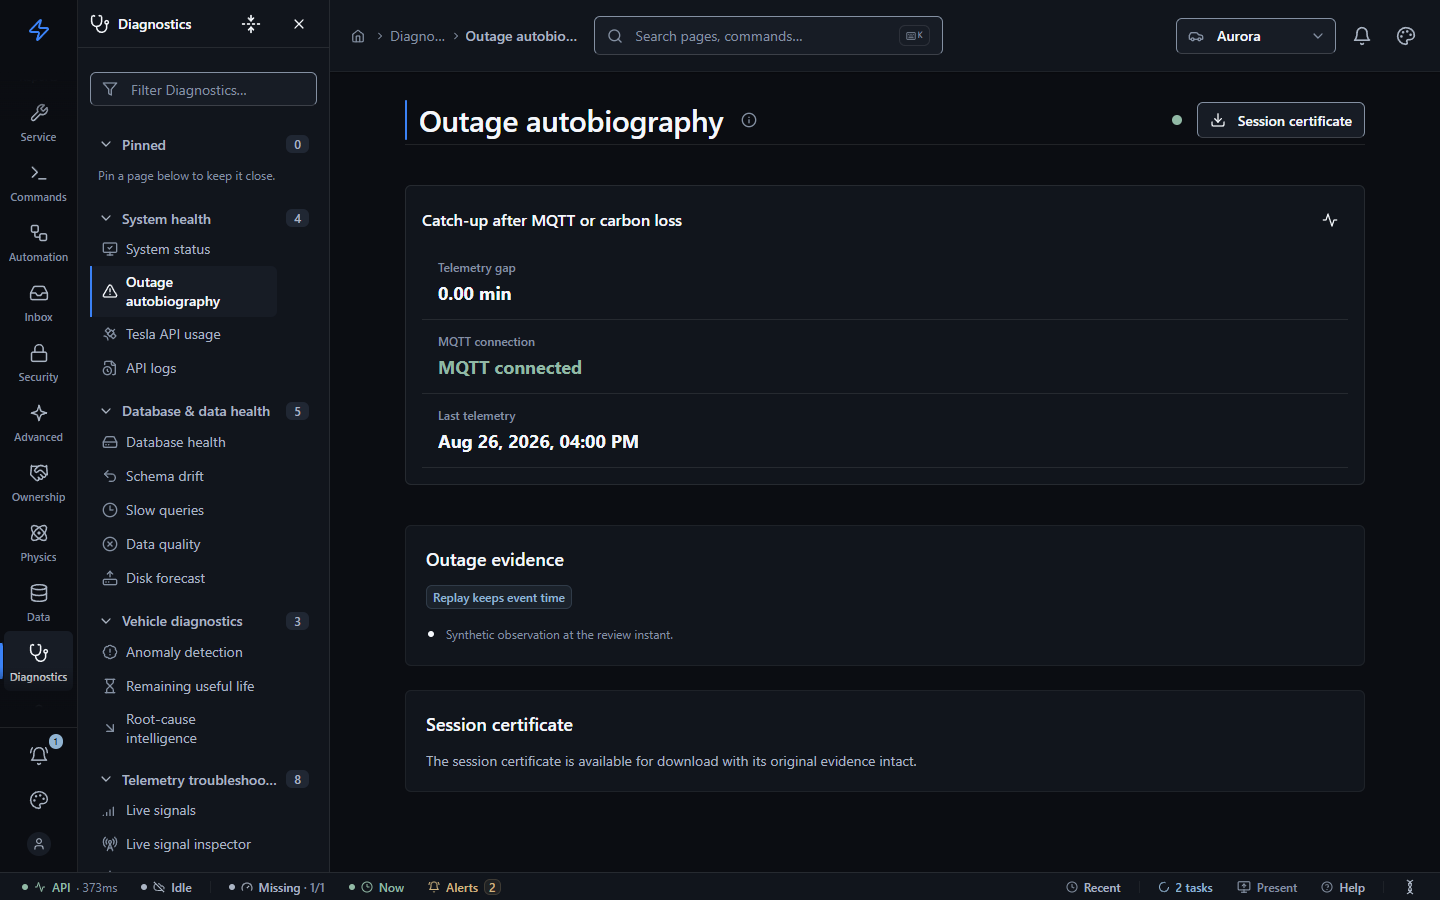 Diagnostics
Diagno...
Outage autobio...
Search pages, commands...
K
Aurora
Service
Commands
Automation
Inbox
Security
Advanced
Ownership
Physics
Data
Diagnostics
1
Filter Diagnostics...
Pinned
0
Pin a page below to keep it close.
System health
4
System status
Outage
autobiography
Tesla API usage
API logs
Database & data health
5
Database health
Schema drift
Slow queries
Data quality
Disk forecast
Vehicle diagnostics
3
Anomaly detection
Remaining useful life
Root-cause
intelligence
Telemetry troubleshoo...
8
Live signals
Live signal inspector
Outage autobiography
Session certificate
Catch-up after MQTT or carbon loss
Telemetry gap
0.00 min
MQTT connection
MQTT connected
Last telemetry
Aug 26, 2026, 04:00 PM
Outage evidence
Replay keeps event time
Synthetic observation at the review instant.
Session certificate
The session certificate is available for download with its original evidence intact.
API · 373ms
Idle
Missing · 1/1
Now
Alerts 2
Recent
2 tasks
Present
Help